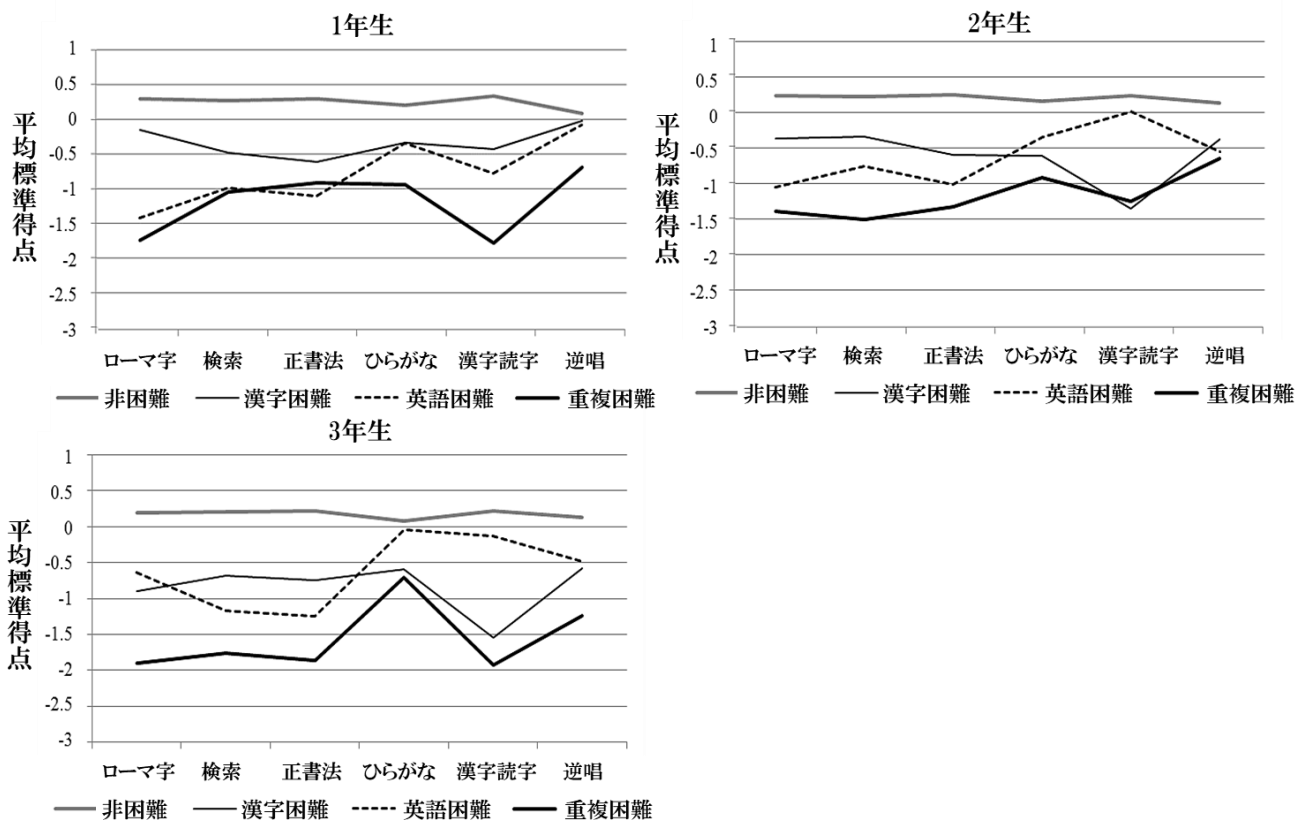 1年生
平均標準得点
1
0.5
0
-0.5
-1
-1.5
-2
-2.5
-3
ローマ字 検索 正書法 ひらがな 漢字読字 逆唱
非困難 漢字困難 英語困難 重複困難
2年生
平均標準得点
1
0.5
0
-0.5
-1
-1.5
-2
-2.5
-3
ローマ字 検索 正書法 ひらがな 漢字読字 逆唱
非困難 漢字困難 英語困難 重複困難
3年生
平均標準得点
1
0.5
0
-0.5
-1
-1.5
-2
-2.5
-3
ローマ字 検索 正書法 ひらがな 漢字読字 逆唱
非困難 漢字困難 英語困難 重複困難